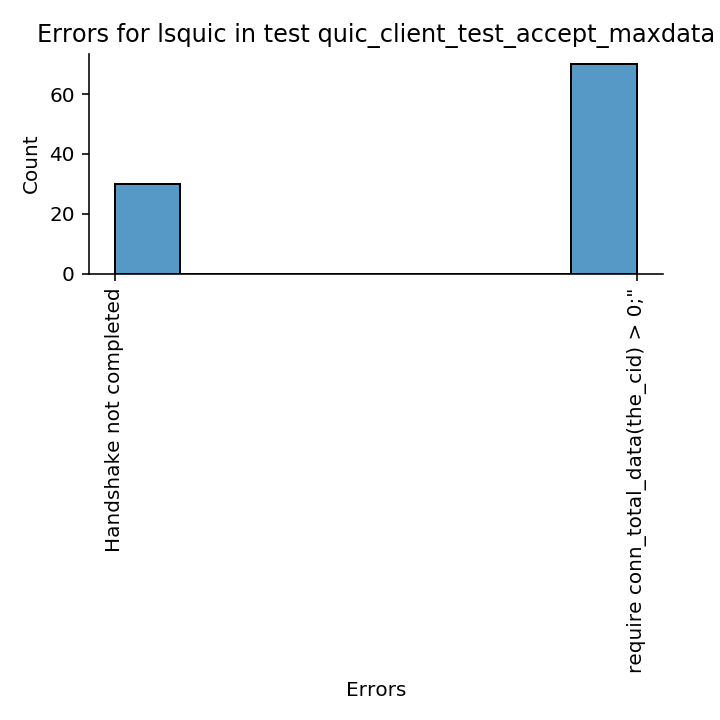 Errors for lsquic in test quic_client_test_accept_maxdata
60
40
20
0
Count
Handshake not completed
require conn_total_data(the_cid) > 0;"
Errors